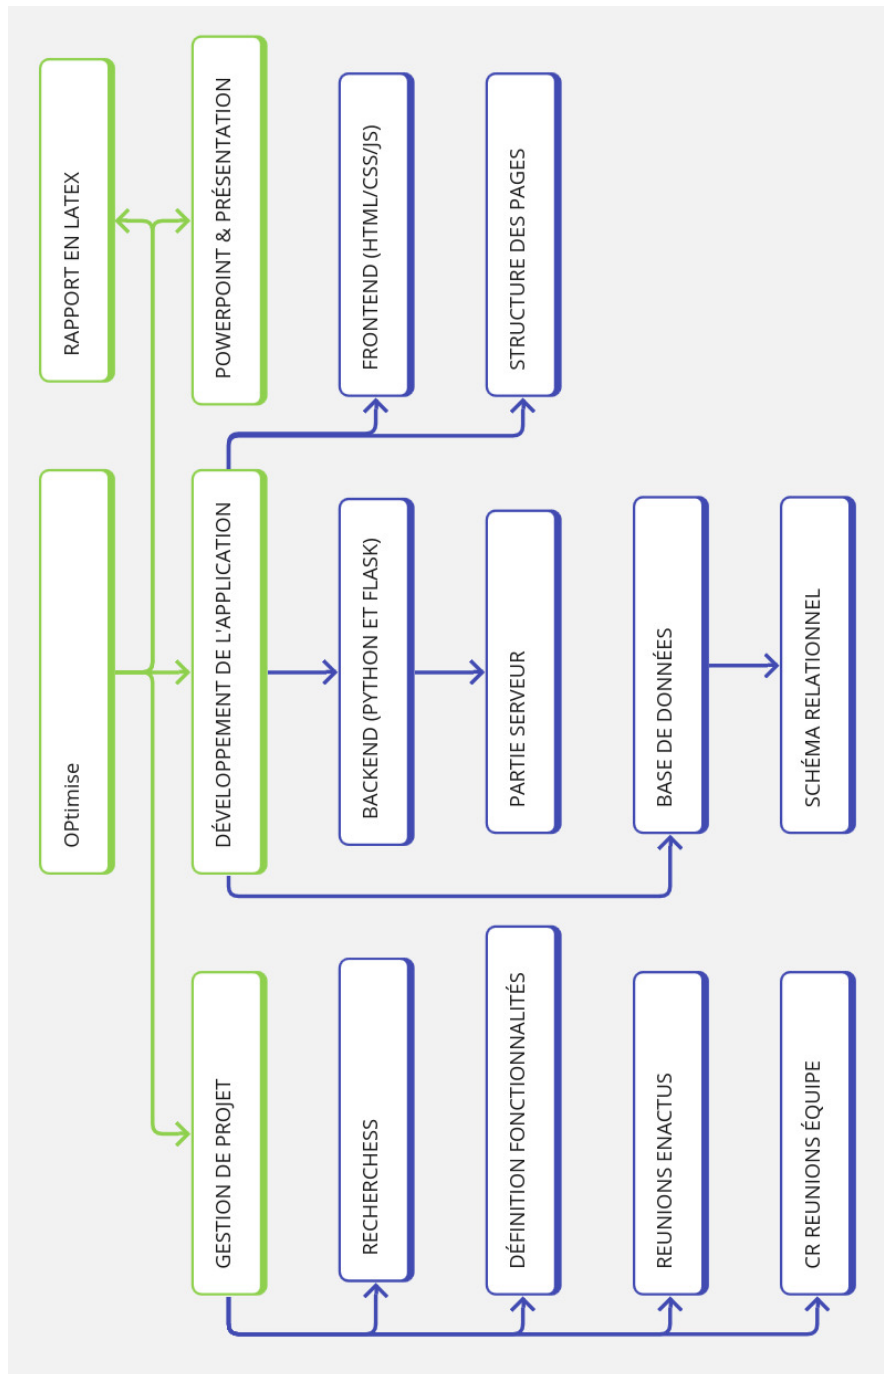 OPtimise
RAPPORT EN LATEX
GESTION DE PROJET
DÉVELOPPEMENT DE L'APPLICATION
POWERPOINT & PRÉSENTATION
RECHERCHESS
BACKEND (PYTHON ET FLASK)
FRONTEND (HTML/CSS/JS)
DÉFINITION FONCTIONNALITÉS
PARTIE SERVEUR
STRUCTURE DES PAGES
REUNIONS ENACTUS
BASE DE DONNÉES
CR REUNIONS ÉQUIPE
SCHÉMA RELATIONNEL